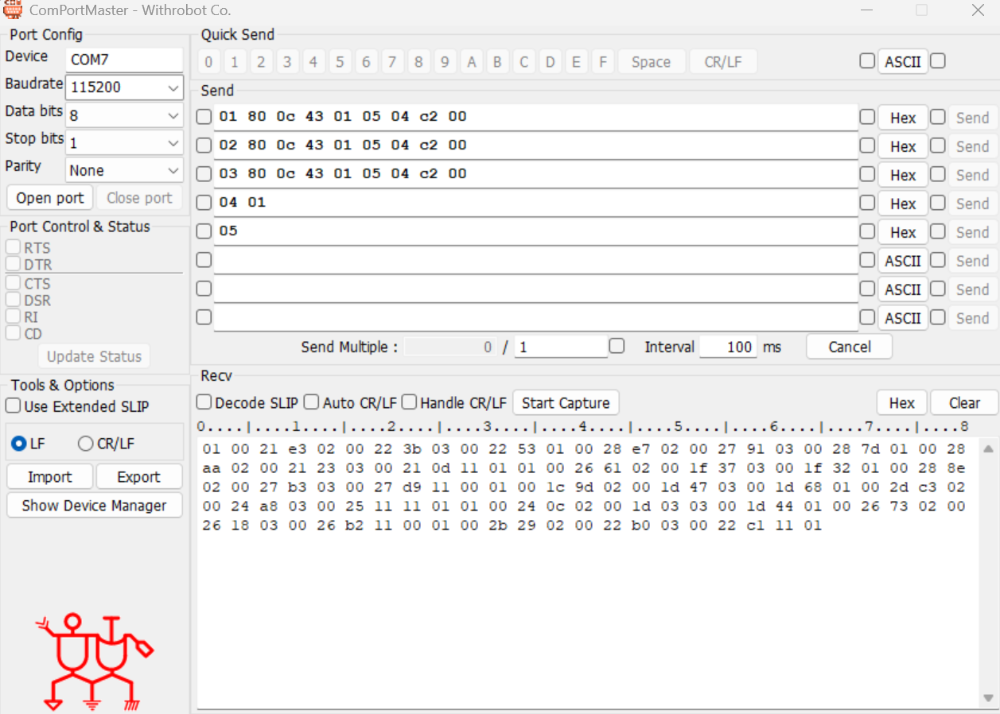 ComPortMaster - Withrobot Co.
Port Config
Device COM7
Baudrate 115200
Data bits 8
Stop bits 1
Parity None
Open port Close port
Port Control & Status
RTS
DTR
CTS
DSR
RI
CD
Update Status
Tools & Options
Use Extended SLIP
LF CR/LF
Import Export
Show Device Manager
Quick Send
0 1 2 3 4 5 6 7 8 9 A B C D E F Space CR/LF ASCII
Send
01 80 0c 43 01 05 04 c2 00 Hex Send
02 80 0c 43 01 05 04 c2 00 Hex Send
03 80 0c 43 01 05 04 c2 00 Hex Send
04 01 Hex Send
05 Hex Send
ASCII Send
ASCII Send
ASCII Send
Send Multiple : 0 / 1 Interval 100 ms Cancel
Recv
Decode SLIP Auto CR/LF Handle CR/LF Start Capture Hex Clear
0....|....1....|....2....|....3....|....4....|....5....|....6....|....7....|....8
01 00 21 e3 02 00 22 3b 03 00 22 53 01 00 28 e7 02 00 27 91 03 00 28 7d 01 00 28
aa 02 00 21 23 03 00 21 0d 11 01 01 00 26 61 02 00 1f 37 03 00 1f 32 01 00 28 8e
02 00 27 b3 03 00 27 d9 11 00 01 00 1c 9d 02 00 1d 47 03 00 1d 68 01 00 2d c3 02
00 24 a8 03 00 25 11 11 01 01 00 24 0c 02 00 1d 03 03 00 1d 44 01 00 26 73 02 00
26 18 03 00 26 b2 11 00 01 00 2b 29 02 00 22 b0 03 00 22 c1 11 01